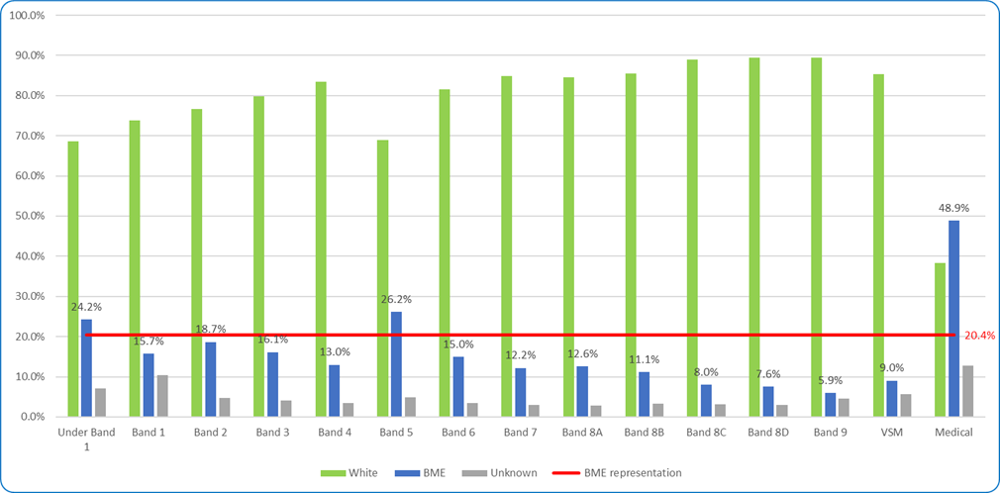 100.0%
90.0%
80.0%
70.0%
60.0%
50.0%
40.0%
30.0%
20.0%
10.0%
0.0%
24.2%
15.7%
18.7%
16.1%
13.0%
26.2%
15.0%
12.2%
12.6%
11.1%
8.0%
7.6%
5.9%
9.0%
48.9%
20.4%
Under Band
1
Band 1
Band 2
Band 3
Band 4
Band 5
Band 6
Band 7
Band 8A
Band 8B
Band 8C
Band 8D
Band 9
VSM
Medical
White
BME
Unknown
BME representation